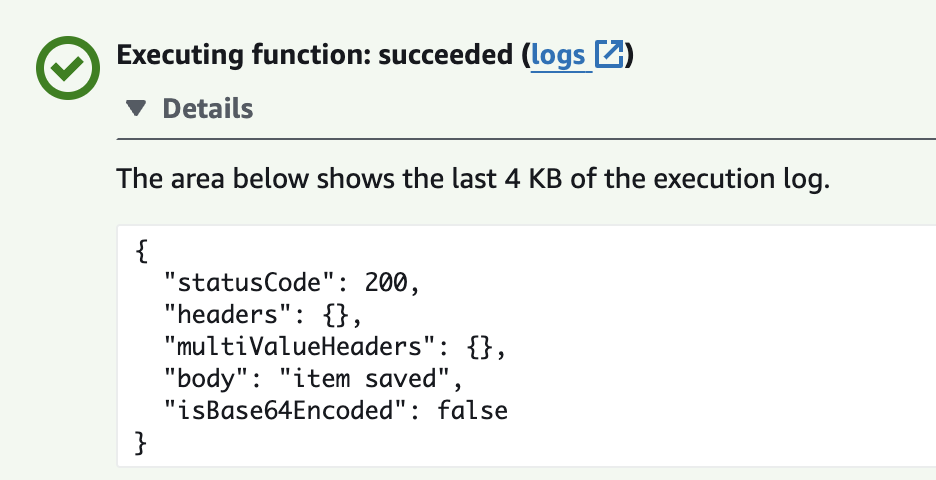 Executing function: succeeded (logs)
Details
The area below shows the last 4 KB of the execution log.
{
  "statusCode": 200,
  "headers": {},
  "multiValueHeaders": {},
  "body": "item saved",
  "isBase64Encoded": false
}